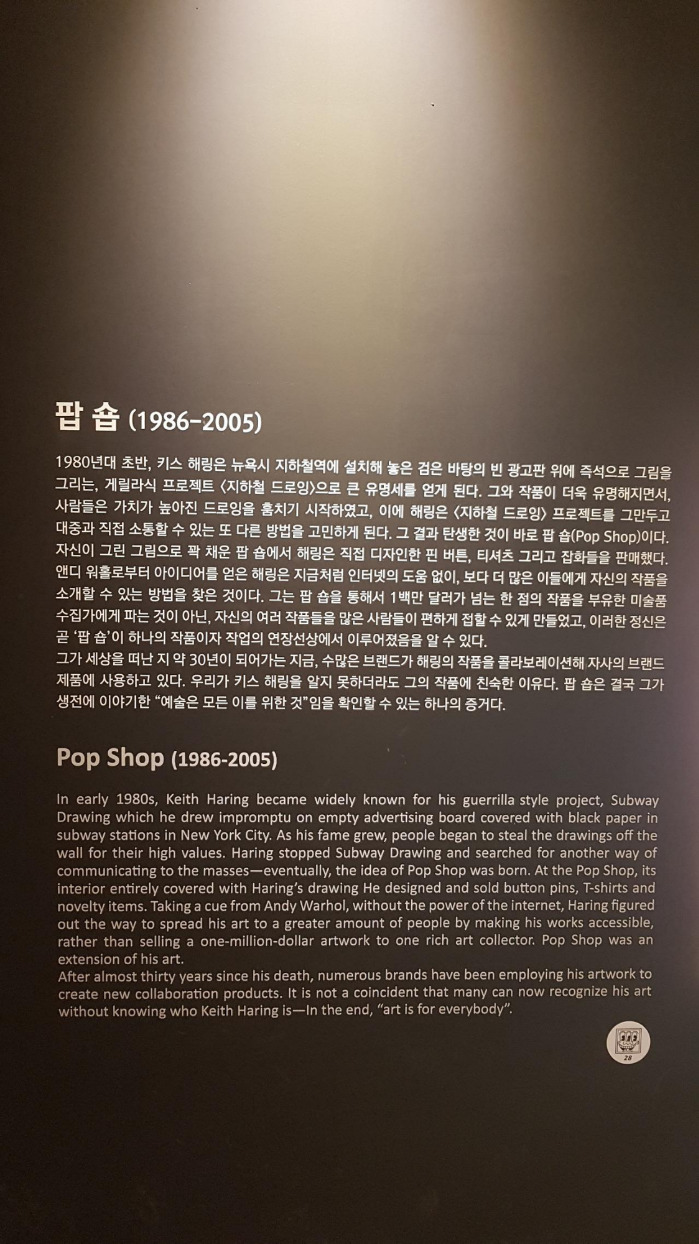 팝 숍 (1986-2005)
1980년대 초반, 키스 해링은 뉴욕시 지하철역에 설치해 놓은 검은 바탕의 빈 광고판 위에 즉석으로 그림을
그리는, 게릴라식 프로젝트 〈지하철 드로잉〉으로 큰 유명세를 얻게 된다. 그와 작품이 더욱 유명해지면서,
사람들은 가치가 높아진 드로잉을 훔치기 시작하였고, 이에 해링은 〈지하철 드로잉〉 프로젝트를 그만두고
대중과 직접 소통할 수 있는 또 다른 방법을 고민하게 된다. 그 결과 탄생한 것이 바로 팝 숍(Pop Shop)이다.
자신이 그린 그림으로 꽉 채운 팝 숍에서 해링은 직접 디자인한 핀 버튼, 티셔츠 그리고 잡화들을 판매했다.
앤디 워홀로부터 아이디어를 얻은 해링은 지금처럼 인터넷의 도움 없이, 보다 더 많은 이들에게 자신의 작품을
소개할 수 있는 방법을 찾은 것이다. 그는 팝 숍을 통해서 1백만 달러가 넘는 한 점의 작품을 부유한 미술품
수집가에게 파는 것이 아닌, 자신의 여러 작품들을 많은 사람들이 편하게 접할 수 있게 만들었고, 이러한 정신은
곧 '팝 숍'이 하나의 작품이자 작업의 연장선상에서 이루어졌음을 알 수 있다.
그가 세상을 떠난 지 약 30년이 되어가는 지금, 수많은 브랜드가 해링의 작품을 콜라보레이션해 자사의 브랜드
제품에 사용하고 있다. 우리가 키스 해링을 알지 못하더라도 그의 작품에 친숙한 이유다. 팝 숍은 결국 그가
생전에 이야기한 "예술은 모든 이를 위한 것"임을 확인할 수 있는 하나의 증거다.
Pop Shop (1986-2005)
In early 1980s, Keith Haring became widely known for his guerrilla style project, Subway
Drawing which he drew impromptu on empty advertising board covered with black paper in
subway stations in New York City. As his fame grew, people began to steal the drawings off the
wall for their high values. Haring stopped Subway Drawing and searched for another way of
communicating to the masses—eventually, the idea of Pop Shop was born. At the Pop Shop, its
interior entirely covered with Haring's drawing He designed and sold button pins, T-shirts and
novelty items. Taking a cue from Andy Warhol, without the power of the internet, Haring figured
out the way to spread his art to a greater amount of people by making his works accessible,
rather than selling a one-million-dollar artwork to one rich art collector. Pop Shop was an
extension of his art.
After almost thirty years since his death, numerous brands have been employing his artwork to
create new collaboration products. It is not a coincident that many can now recognize his art
without knowing who Keith Haring is—In the end, "art is for everybody".
28